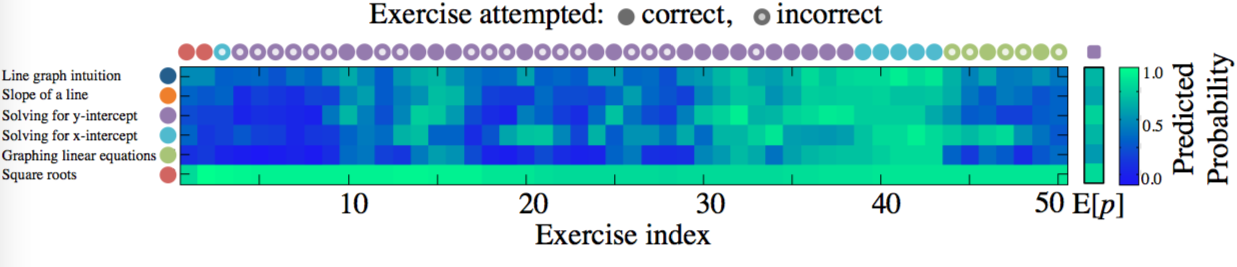 Exercise attempted: correct, incorrect
Line graph intuition
Slope of a line
Solving for y-intercept
Solving for x-intercept
Graphing linear equations
Square roots
10 20 30 40 50 E[p]
Exercise index
1.0
0.5
0.0
Predicted
Probability